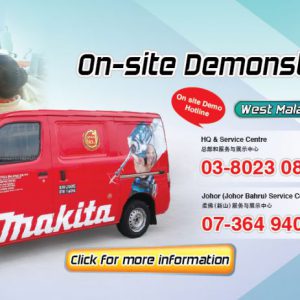 On-site Demonst
On site Demo
Hotline
West Mala
HQ & Service Centre
总部和服务与展示中心
03-8023 08
Johor (Johor Bahru) Service Ce
柔佛 (新山) 服务与展示中心
07-364 940
makita
Click for more information